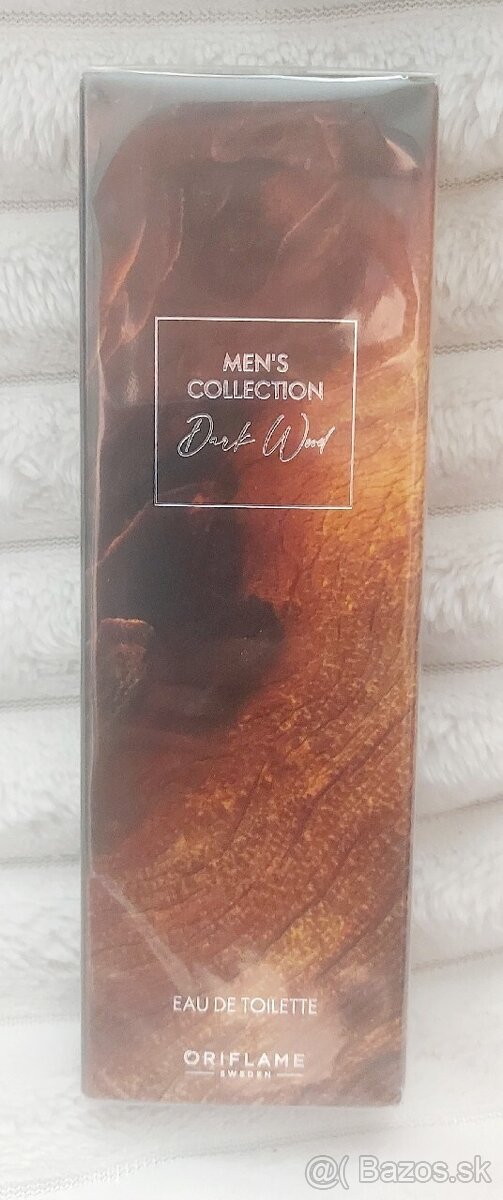 MEN'S
COLLECTION
Dark Wood
EAU DE TOILETTE
ORIFLAME
SWEDEN
@( Bazos.sk